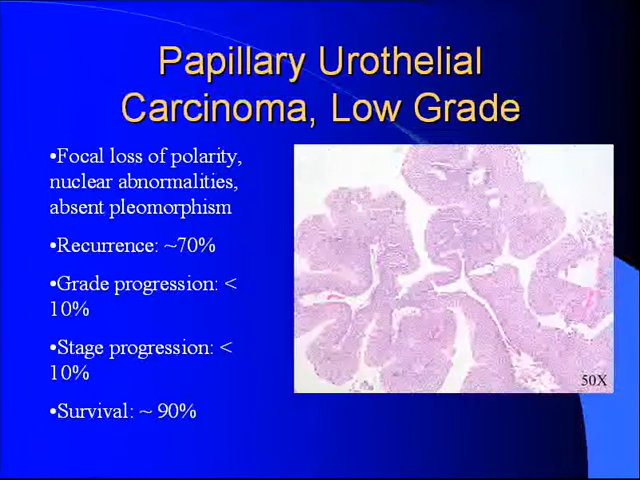 Papillary Urothelial
Carcinoma, Low Grade
•Focal loss of polarity,
nuclear abnormalities,
absent pleomorphism
•Recurrence: ~70%
•Grade progression: <
10%
•Stage progression: <
10%
•Survival: ~ 90%
50X